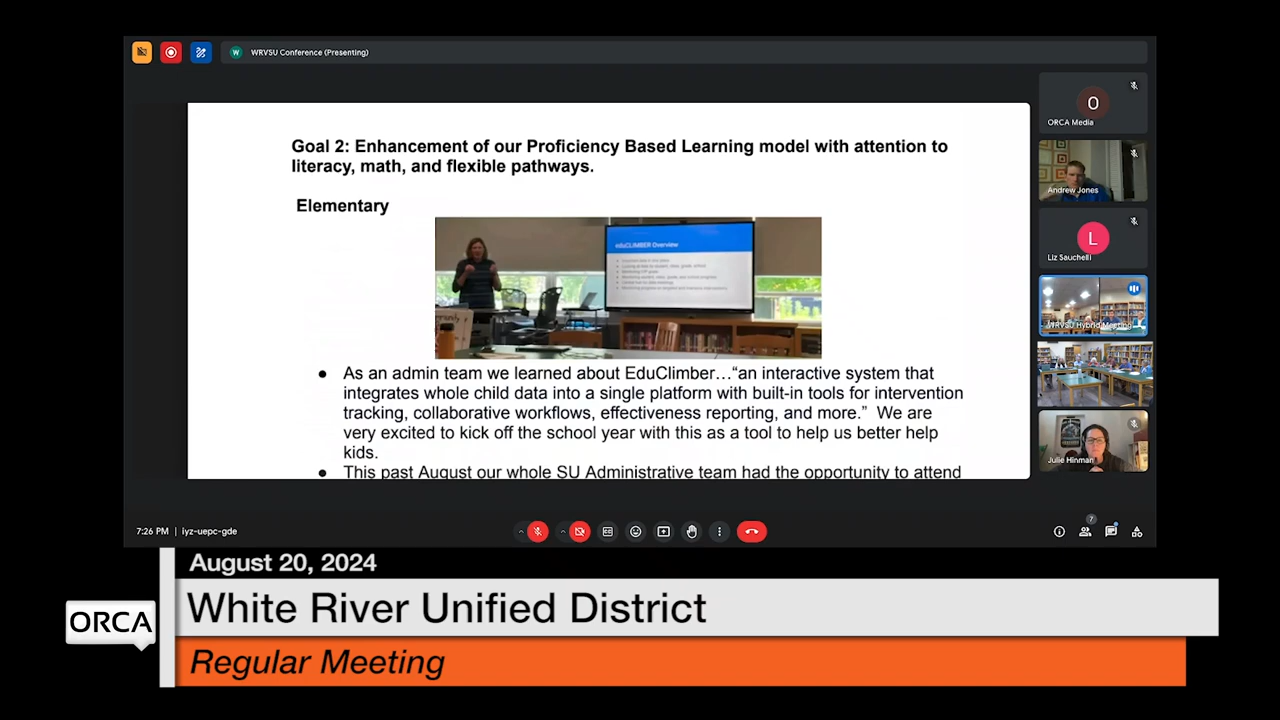 W WRVSU Conference (Presenting)
Goal 2: Enhancement of our Proficiency Based Learning model with attention to
literacy, math, and flexible pathways.
Elementary
eduCLIMBER Overview
● As an admin team we learned about EduClimber…“an interactive system that
integrates whole child data into a single platform with built-in tools for intervention
tracking, collaborative workflows, effectiveness reporting, and more.” We are
very excited to kick off the school year with this as a tool to help us better help
kids.
● This past August our whole SU Administrative team had the opportunity to attend
O
ORCA Media
Andrew Jones
L
Liz Sauchelli
WRVSU Hybrid Meeting
Julie Hinman
7:26 PM | iyz-uepc-gde
7
August 20, 2024
White River Unified District
ORCA
Regular Meeting